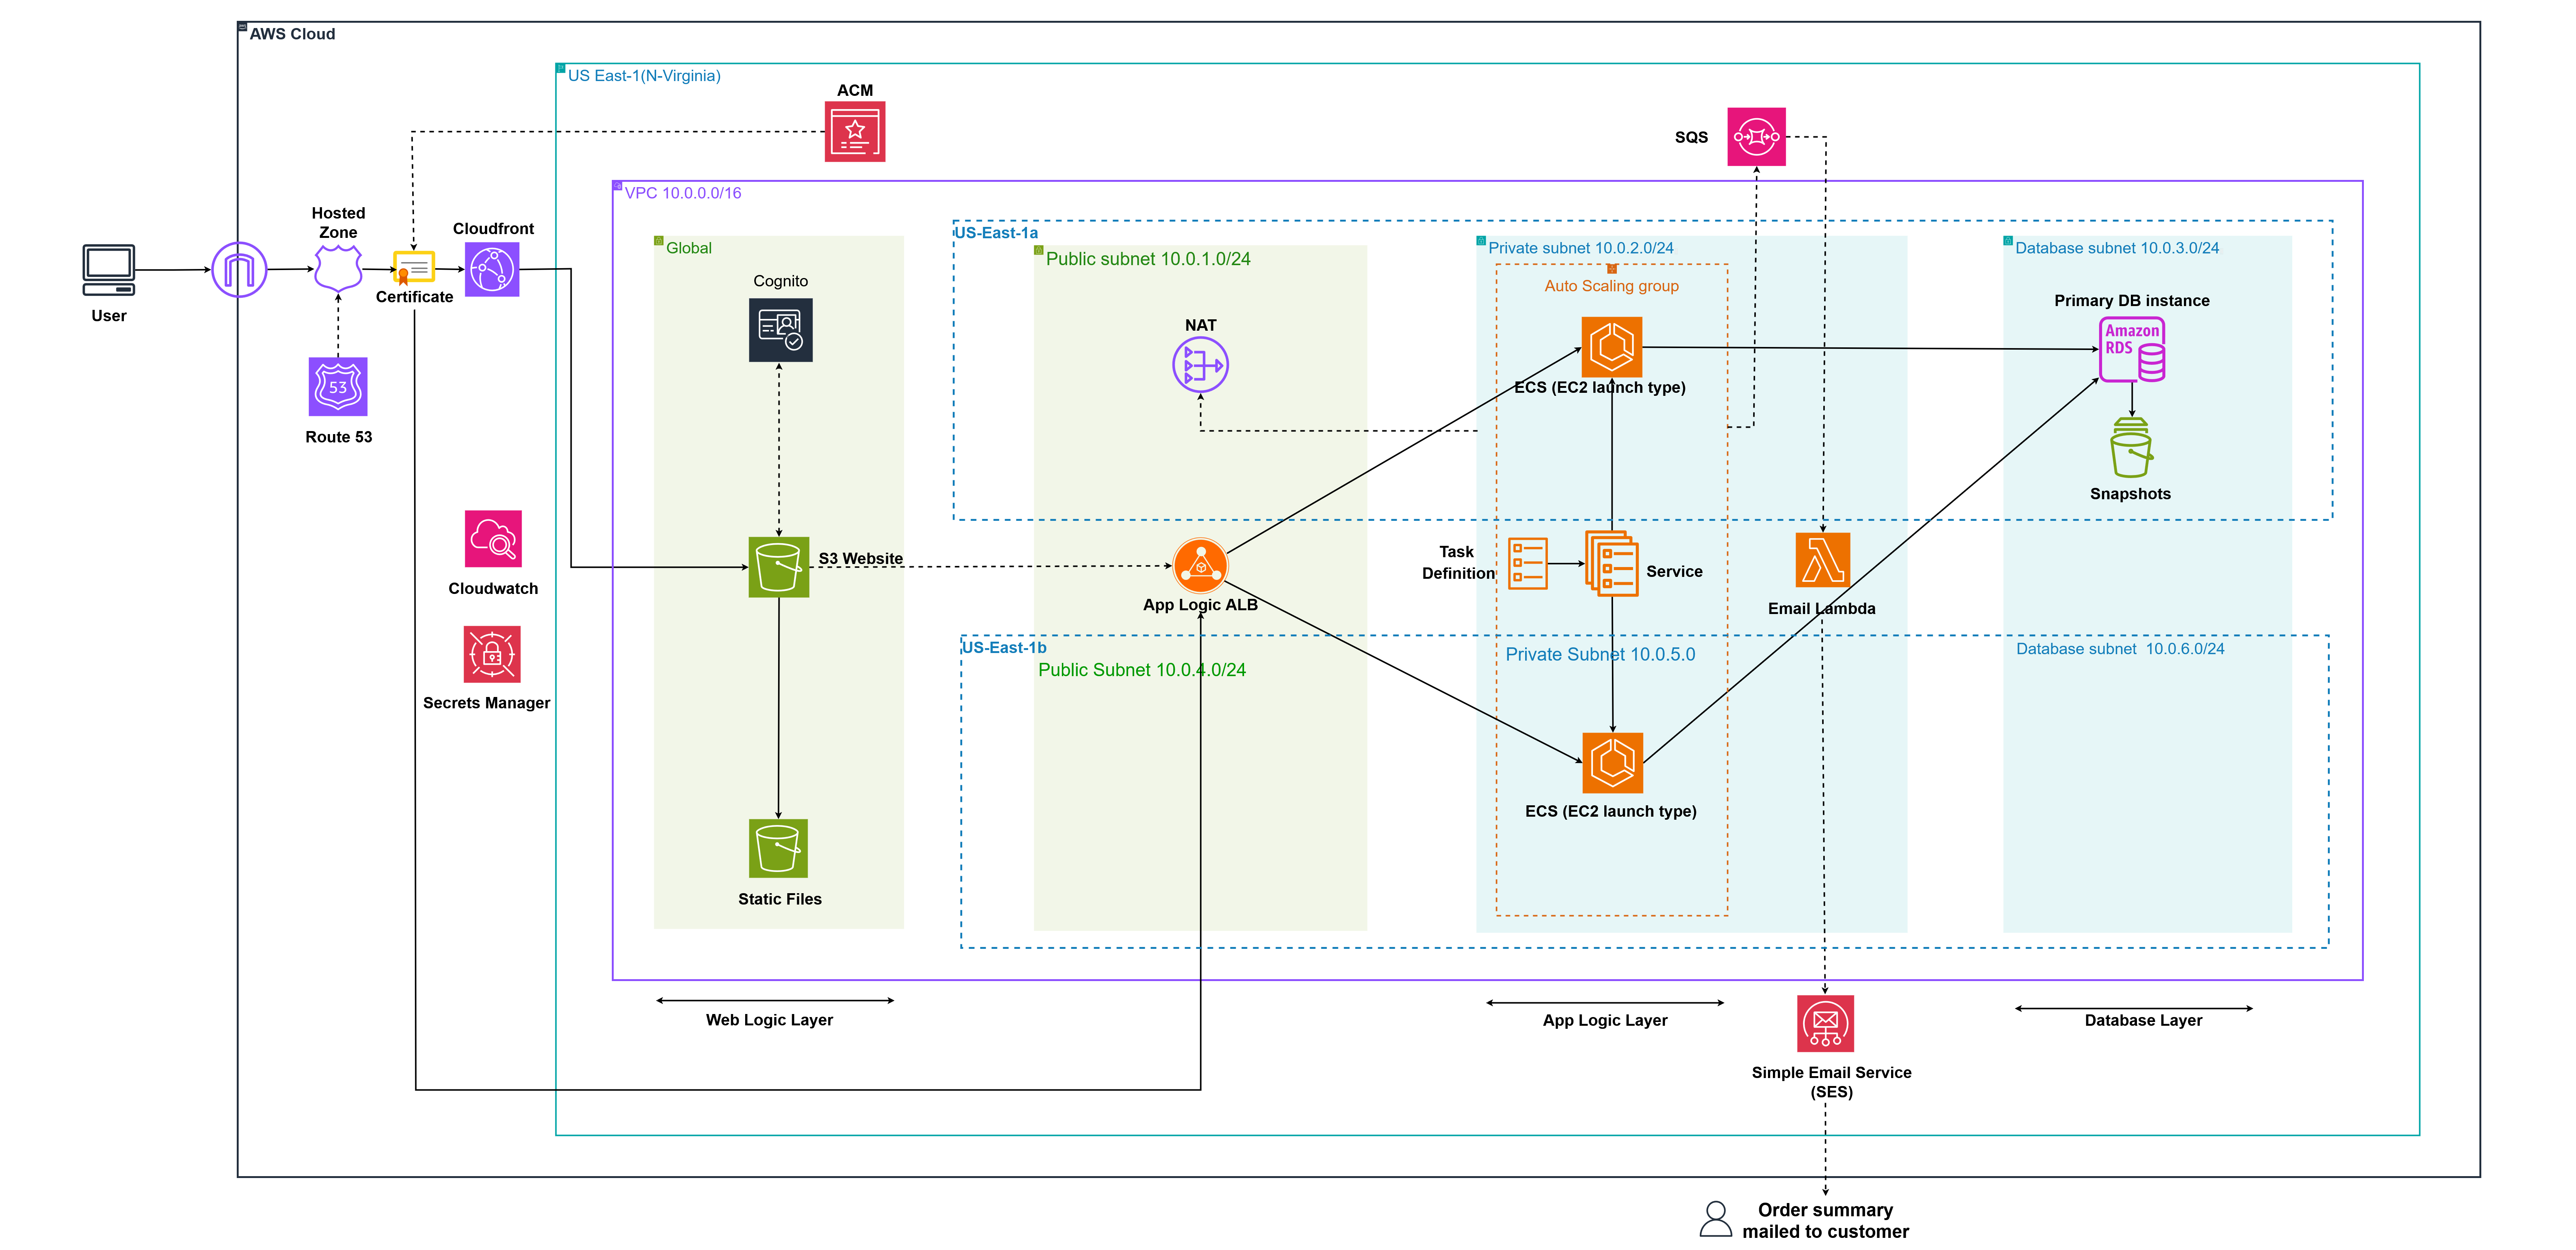 AWS Cloud
US East-1(N-Virginia)
ACM
SQS
VPC 10.0.0.0/16
Hosted
Zone
Cloudfront
User
Certificate
53
Route 53
Cloudwatch
Secrets Manager
Global
Cognito
S3 Website
Static Files
US-East-1a
Public subnet 10.0.1.0/24
NAT
App Logic ALB
Private subnet 10.0.2.0/24
Auto Scaling group
ECS (EC2 launch type)
Task
Definition
Service
Email Lambda
Database subnet 10.0.3.0/24
Primary DB instance
Amazon
RDS
Snapshots
US-East-1b
Public Subnet 10.0.4.0/24
Private Subnet 10.0.5.0
Database subnet 10.0.6.0/24
ECS (EC2 launch type)
Web Logic Layer
App Logic Layer
Database Layer
Simple Email Service
(SES)
Order summary
mailed to customer